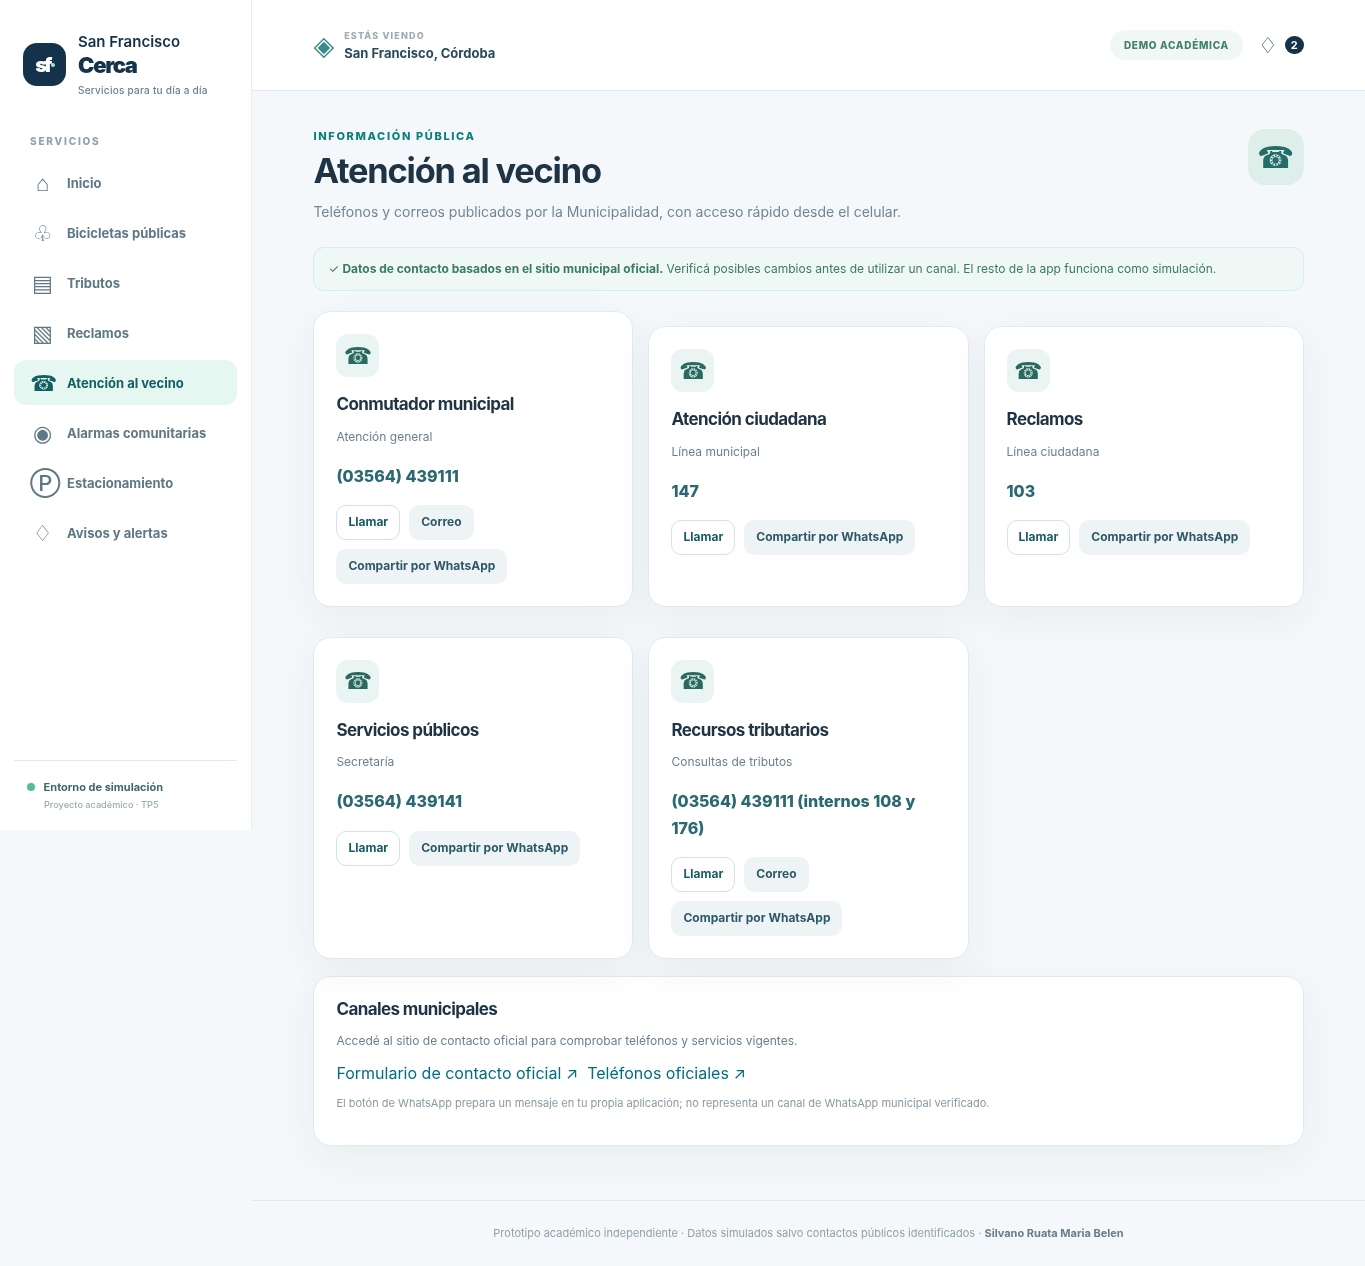 sf
San Francisco
Cerca
Servicios para tu día a día
SERVICIOS
Inicio
Bicicletas públicas
Tributos
Reclamos
Atención al vecino
Alarmas comunitarias
P Estacionamiento
Avisos y alertas
Entorno de simulación
Proyecto académico · TP5
ESTÁS VIENDO
San Francisco, Córdoba
DEMO ACADÉMICA
2
INFORMACIÓN PÚBLICA
Atención al vecino
Teléfonos y correos publicados por la Municipalidad, con acceso rápido desde el celular.
✓ Datos de contacto basados en el sitio municipal oficial. Verificá posibles cambios antes de utilizar un canal. El resto de la app funciona como simulación.
Conmutador municipal
Atención general
(03564) 439111
Llamar
Correo
Compartir por WhatsApp
Atención ciudadana
Línea municipal
147
Llamar
Compartir por WhatsApp
Reclamos
Línea ciudadana
103
Llamar
Compartir por WhatsApp
Servicios públicos
Secretaría
(03564) 439141
Llamar
Compartir por WhatsApp
Recursos tributarios
Consultas de tributos
(03564) 439111 (internos 108 y
176)
Llamar
Correo
Compartir por WhatsApp
Canales municipales
Accedé al sitio de contacto oficial para comprobar teléfonos y servicios vigentes.
Formulario de contacto oficial ↗ Teléfonos oficiales ↗
El botón de WhatsApp prepara un mensaje en tu propia aplicación; no representa un canal de WhatsApp municipal verificado.
Prototipo académico independiente · Datos simulados salvo contactos públicos identificados · Silvano Ruata Maria Belen